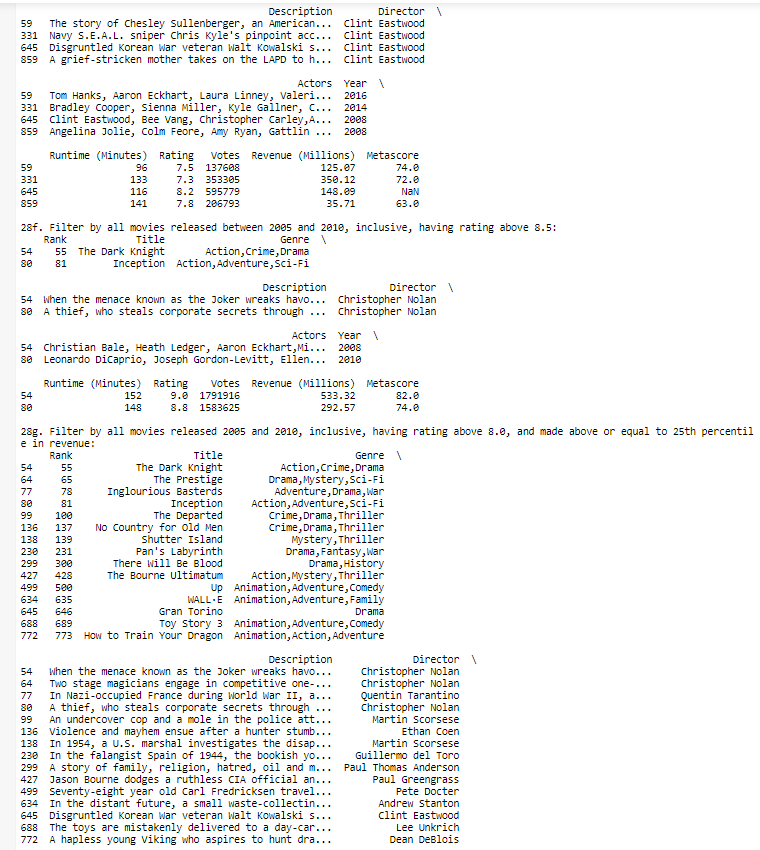 Description Director \
59 The story of Chesley Sullenberger, an American... Clint Eastwood
331 Navy S.E.A.L. sniper Chris Kyle's pinpoint acc... Clint Eastwood
645 Disgruntled Korean War veteran Walt Kowalski s... Clint Eastwood
859 A grief-stricken mother takes on the LAPD to h... Clint Eastwood
Actors Year \
59 Tom Hanks, Aaron Eckhart, Laura Linney, Valeri... 2016
331 Bradley Cooper, Sienna Miller, Kyle Gallner, C... 2014
645 Clint Eastwood, Bee Vang, Christopher Carley,A... 2008
859 Angelina Jolie, Colm Feore, Amy Ryan, Gattlin ... 2008
Runtime (Minutes) Rating Votes Revenue (Millions) Metascore
59 96 7.5 137608 125.07 74.0
331 133 7.3 353305 350.12 72.0
645 116 8.2 595779 148.09 NaN
859 141 7.8 206793 35.71 63.0
28f. Filter by all movies released between 2005 and 2010, inclusive, having rating above 8.5:
Rank Title Genre \
54 55 The Dark Knight Action,Crime,Drama
80 81 Inception Action,Adventure,Sci-Fi
Description Director \
54 When the menace known as the Joker wreaks havo... Christopher Nolan
80 A thief, who steals corporate secrets through ... Christopher Nolan
Actors Year \
54 Christian Bale, Heath Ledger, Aaron Eckhart,Mi... 2008
80 Leonardo DiCaprio, Joseph Gordon-Levitt, Ellen... 2010
Runtime (Minutes) Rating Votes Revenue (Millions) Metascore
54 152 9.0 1791916 533.32 82.0
80 148 8.8 1583625 292.57 74.0
28g. Filter by all movies released 2005 and 2010, inclusive, having rating above 8.0, and made above or equal to 25th percentil
e in revenue:
Rank Title Genre \
54 55 The Dark Knight Action,Crime,Drama
64 65 The Prestige Drama,Mystery,Sci-Fi
77 78 Inglourious Basterds Adventure,Drama,War
80 81 Inception Action,Adventure,Sci-Fi
99 100 The Departed Crime,Drama,Thriller
136 137 No Country for Old Men Crime,Drama,Thriller
138 139 Shutter Island Mystery,Thriller
230 231 Pan's Labyrinth Drama,Fantasy,War
299 300 There Will Be Blood Drama,History
427 428 The Bourne Ultimatum Action,Mystery,Thriller
499 500 Up Animation,Adventure,Comedy
634 635 WALL·E Animation,Adventure,Family
645 646 Gran Torino Drama
688 689 Toy Story 3 Animation,Adventure,Comedy
772 773 How to Train Your Dragon Animation,Action,Adventure
Description Director \
54 When the menace known as the Joker wreaks havo... Christopher Nolan
64 Two stage magicians engage in competitive one-... Christopher Nolan
77 In Nazi-occupied France during World War II, a... Quentin Tarantino
80 A thief, who steals corporate secrets through ... Christopher Nolan
99 An undercover cop and a mole in the police att... Martin Scorsese
136 Violence and mayhem ensue after a hunter stumb... Ethan Coen
138 In 1954, a U.S. marshal investigates the disap... Martin Scorsese
230 In the falangist Spain of 1944, the bookish yo... Guillermo del Toro
299 A story of family, religion, hatred, oil and m... Paul Thomas Anderson
427 Jason Bourne dodges a ruthless CIA official an... Paul Greengrass
499 Seventy-eight year old Carl Fredricksen travel... Pete Docter
634 In the distant future, a small waste-collectin... Andrew Stanton
645 Disgruntled Korean War veteran Walt Kowalski s... Clint Eastwood
688 The toys are mistakenly delivered to a day-car... Lee Unkrich
772 A hapless young Viking who aspires to hunt dra... Dean DeBlois